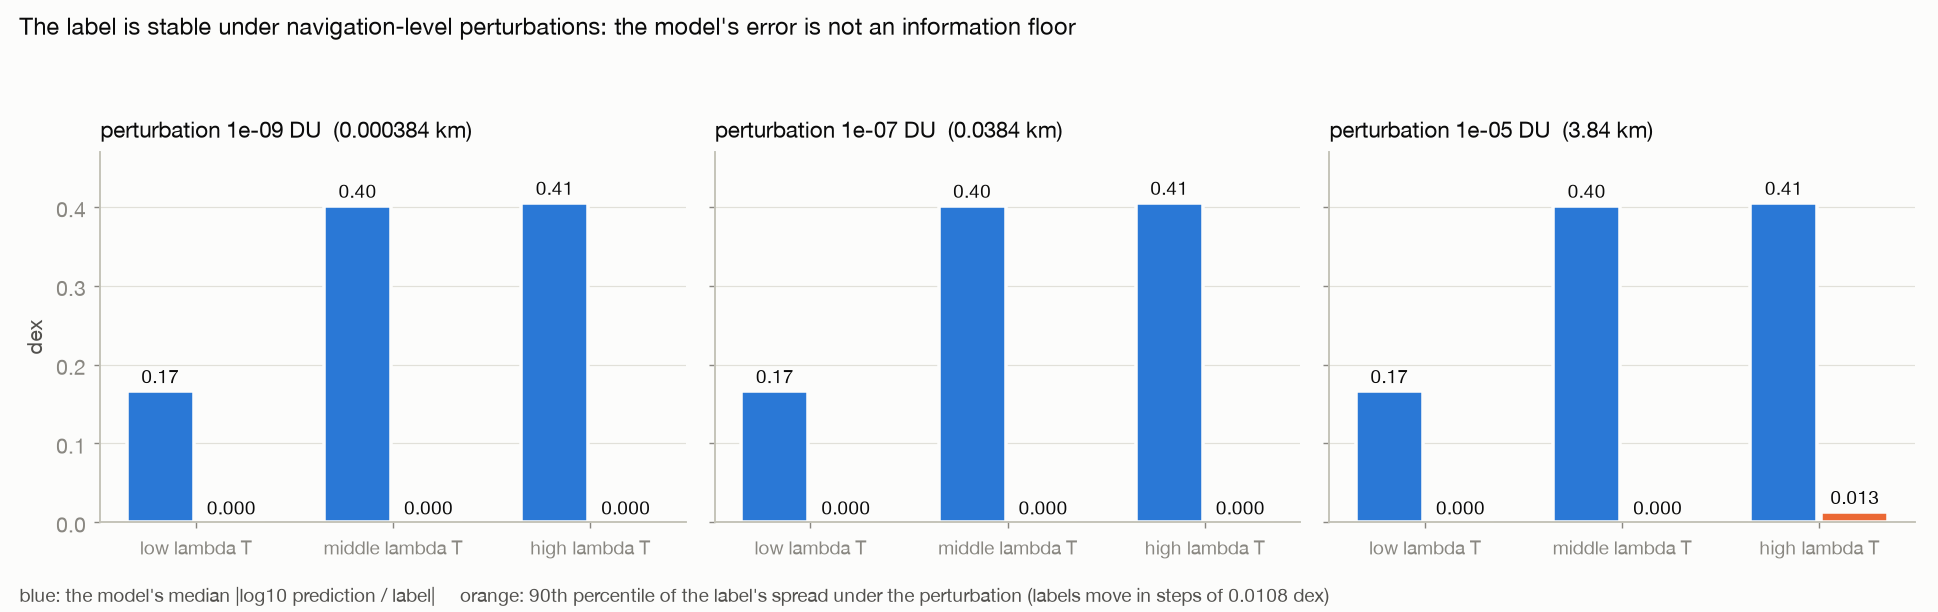 The label is stable under navigation-level perturbations: the model's error is not an information floor
perturbation 1e-09 DU  (0.000384 km)
perturbation 1e-07 DU  (0.0384 km)
perturbation 1e-05 DU  (3.84 km)
dex
0.4
0.3
0.2
0.1
0.0
0.17
0.000
0.40
0.000
0.41
0.000
0.17
0.000
0.40
0.000
0.41
0.000
0.17
0.000
0.40
0.000
0.41
0.013
low lambda T
middle lambda T
high lambda T
low lambda T
middle lambda T
high lambda T
low lambda T
middle lambda T
high lambda T
blue: the model's median |log10 prediction / label|     orange: 90th percentile of the label's spread under the perturbation (labels move in steps of 0.0108 dex)